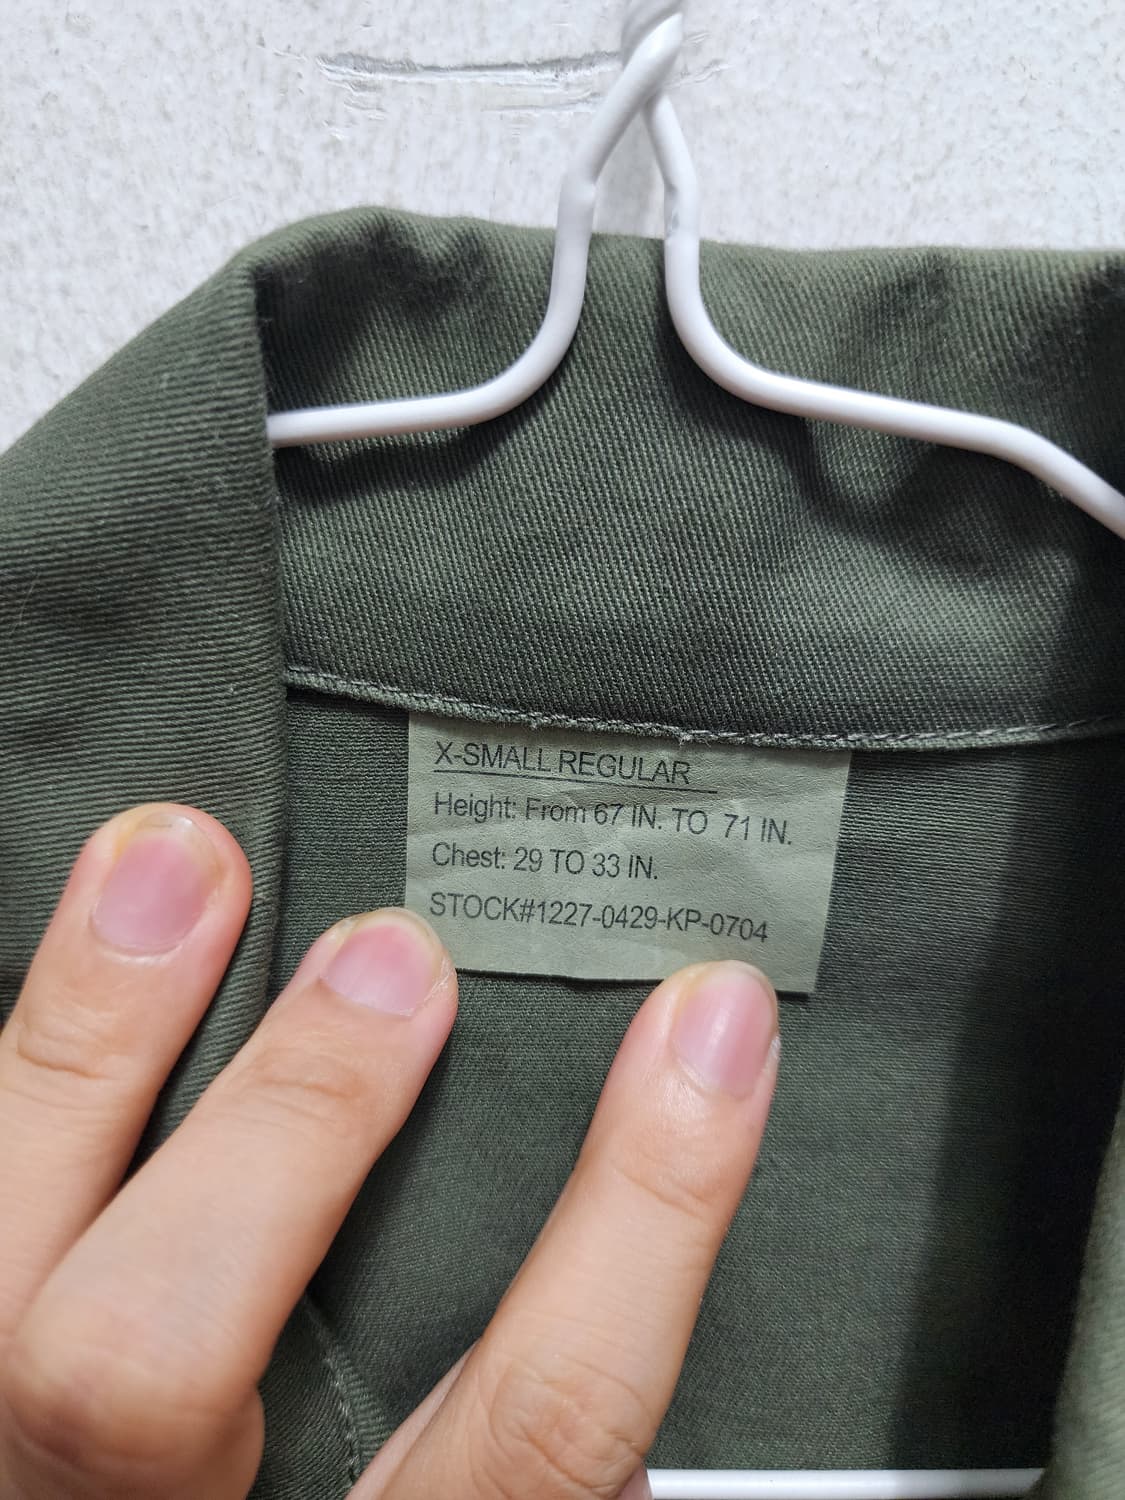 X-SMALL REGULAR
Height: From 67 IN. TO 71 IN.
Chest: 29 TO 33 IN.
STOCK#1227-0429-KP-0704